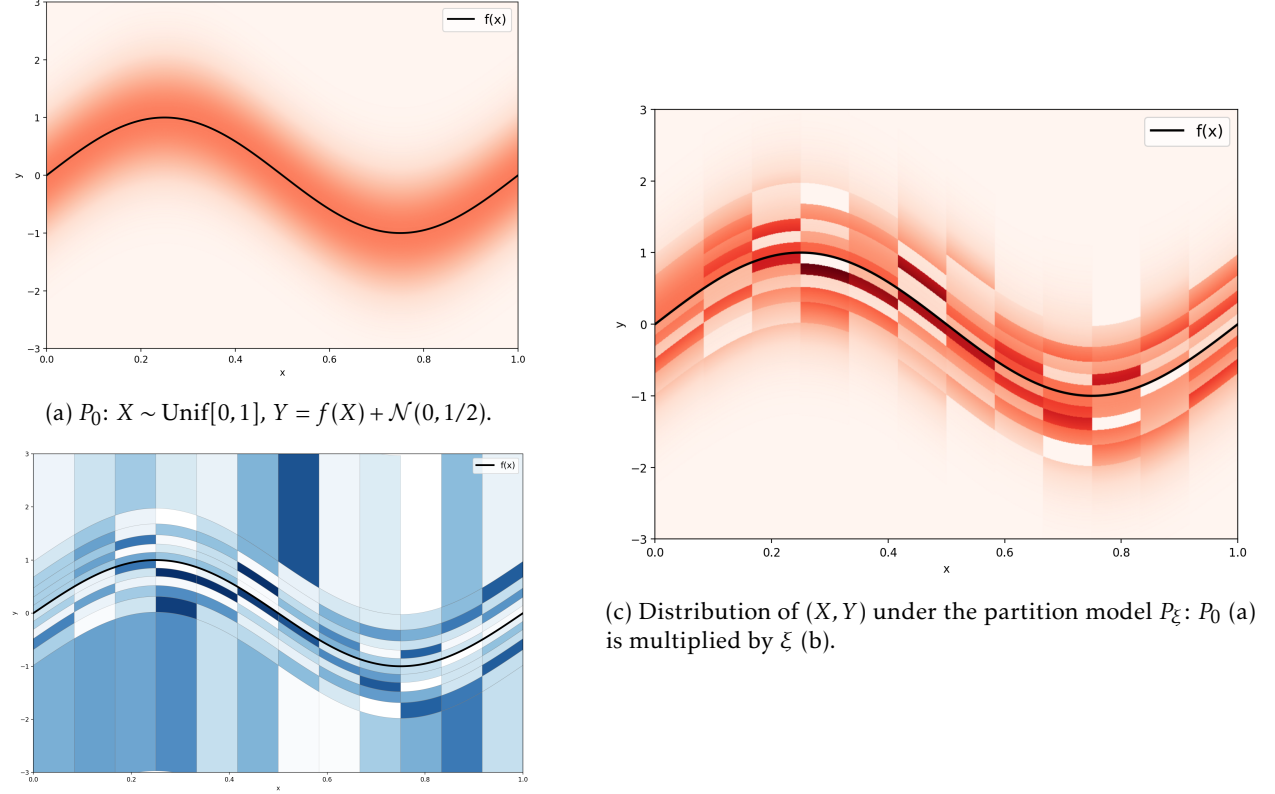 3
2
1
0
−1
−2
−3
y
f(x)
0.0 0.2 0.4 0.6 0.8 1.0
x
(a) P₀: X ∼ Unif[0,1], Y = f(X) + 𝒩(0,1/2).
3
2
1
0
−1
−2
−3
y
f(x)
0.0 0.2 0.4 0.6 0.8 1.0
x
3
2
1
0
−1
−2
−3
y
f(x)
0.0 0.2 0.4 0.6 0.8 1.0
x
(c) Distribution of (X,Y) under the partition model P_ξ: P₀ (a)
is multiplied by ξ (b).